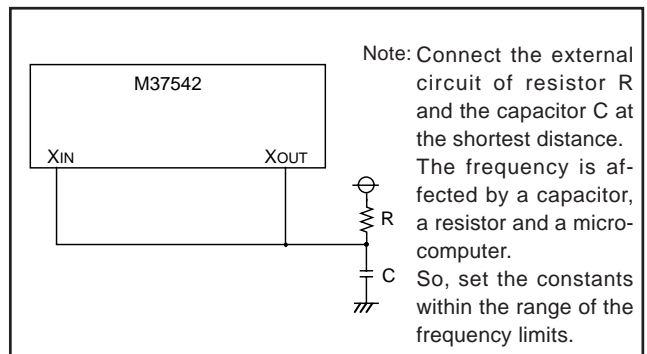 M37542
XIN
XOUT
R
C
Note: Connect the external
circuit of resistor R
and the capacitor C at
the shortest distance.
The frequency is af-
fected by a capacitor,
a resistor and a micro-
computer.
So, set the constants
within the range of the
frequency limits.